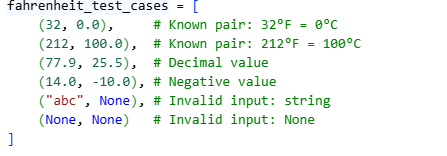 fahrenheit_test_cases = [
    (32, 0.0),      # Known pair: 32°F = 0°C
    (212, 100.0),   # Known pair: 212°F = 100°C
    (77.9, 25.5),   # Decimal value
    (14.0, -10.0),  # Negative value
    ("abc", None),  # Invalid input: string
    (None, None)    # Invalid input: None
]